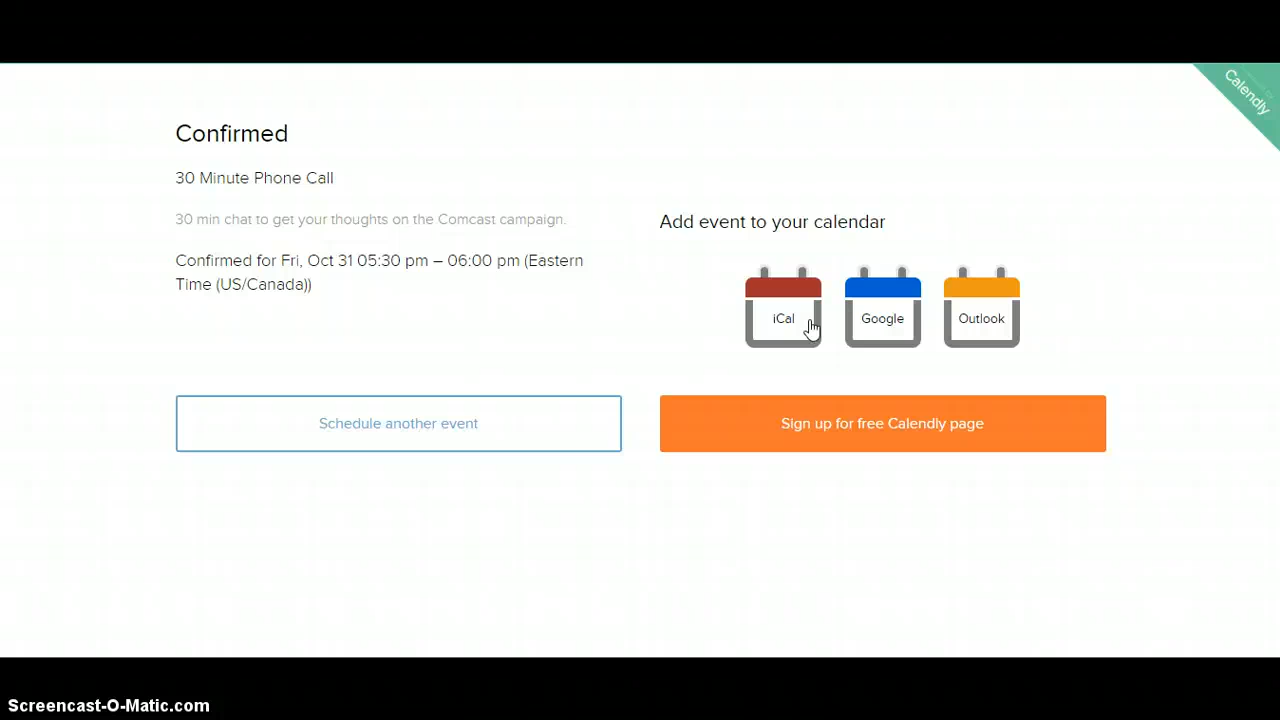 Calendly
Confirmed
30 Minute Phone Call
30 min chat to get your thoughts on the Comcast campaign.
Confirmed for Fri, Oct 31 05:30 pm – 06:00 pm (Eastern
Time (US/Canada))
Add event to your calendar
iCal
Google
Outlook
Schedule another event
Sign up for free Calendly page
Screencast-O-Matic.com